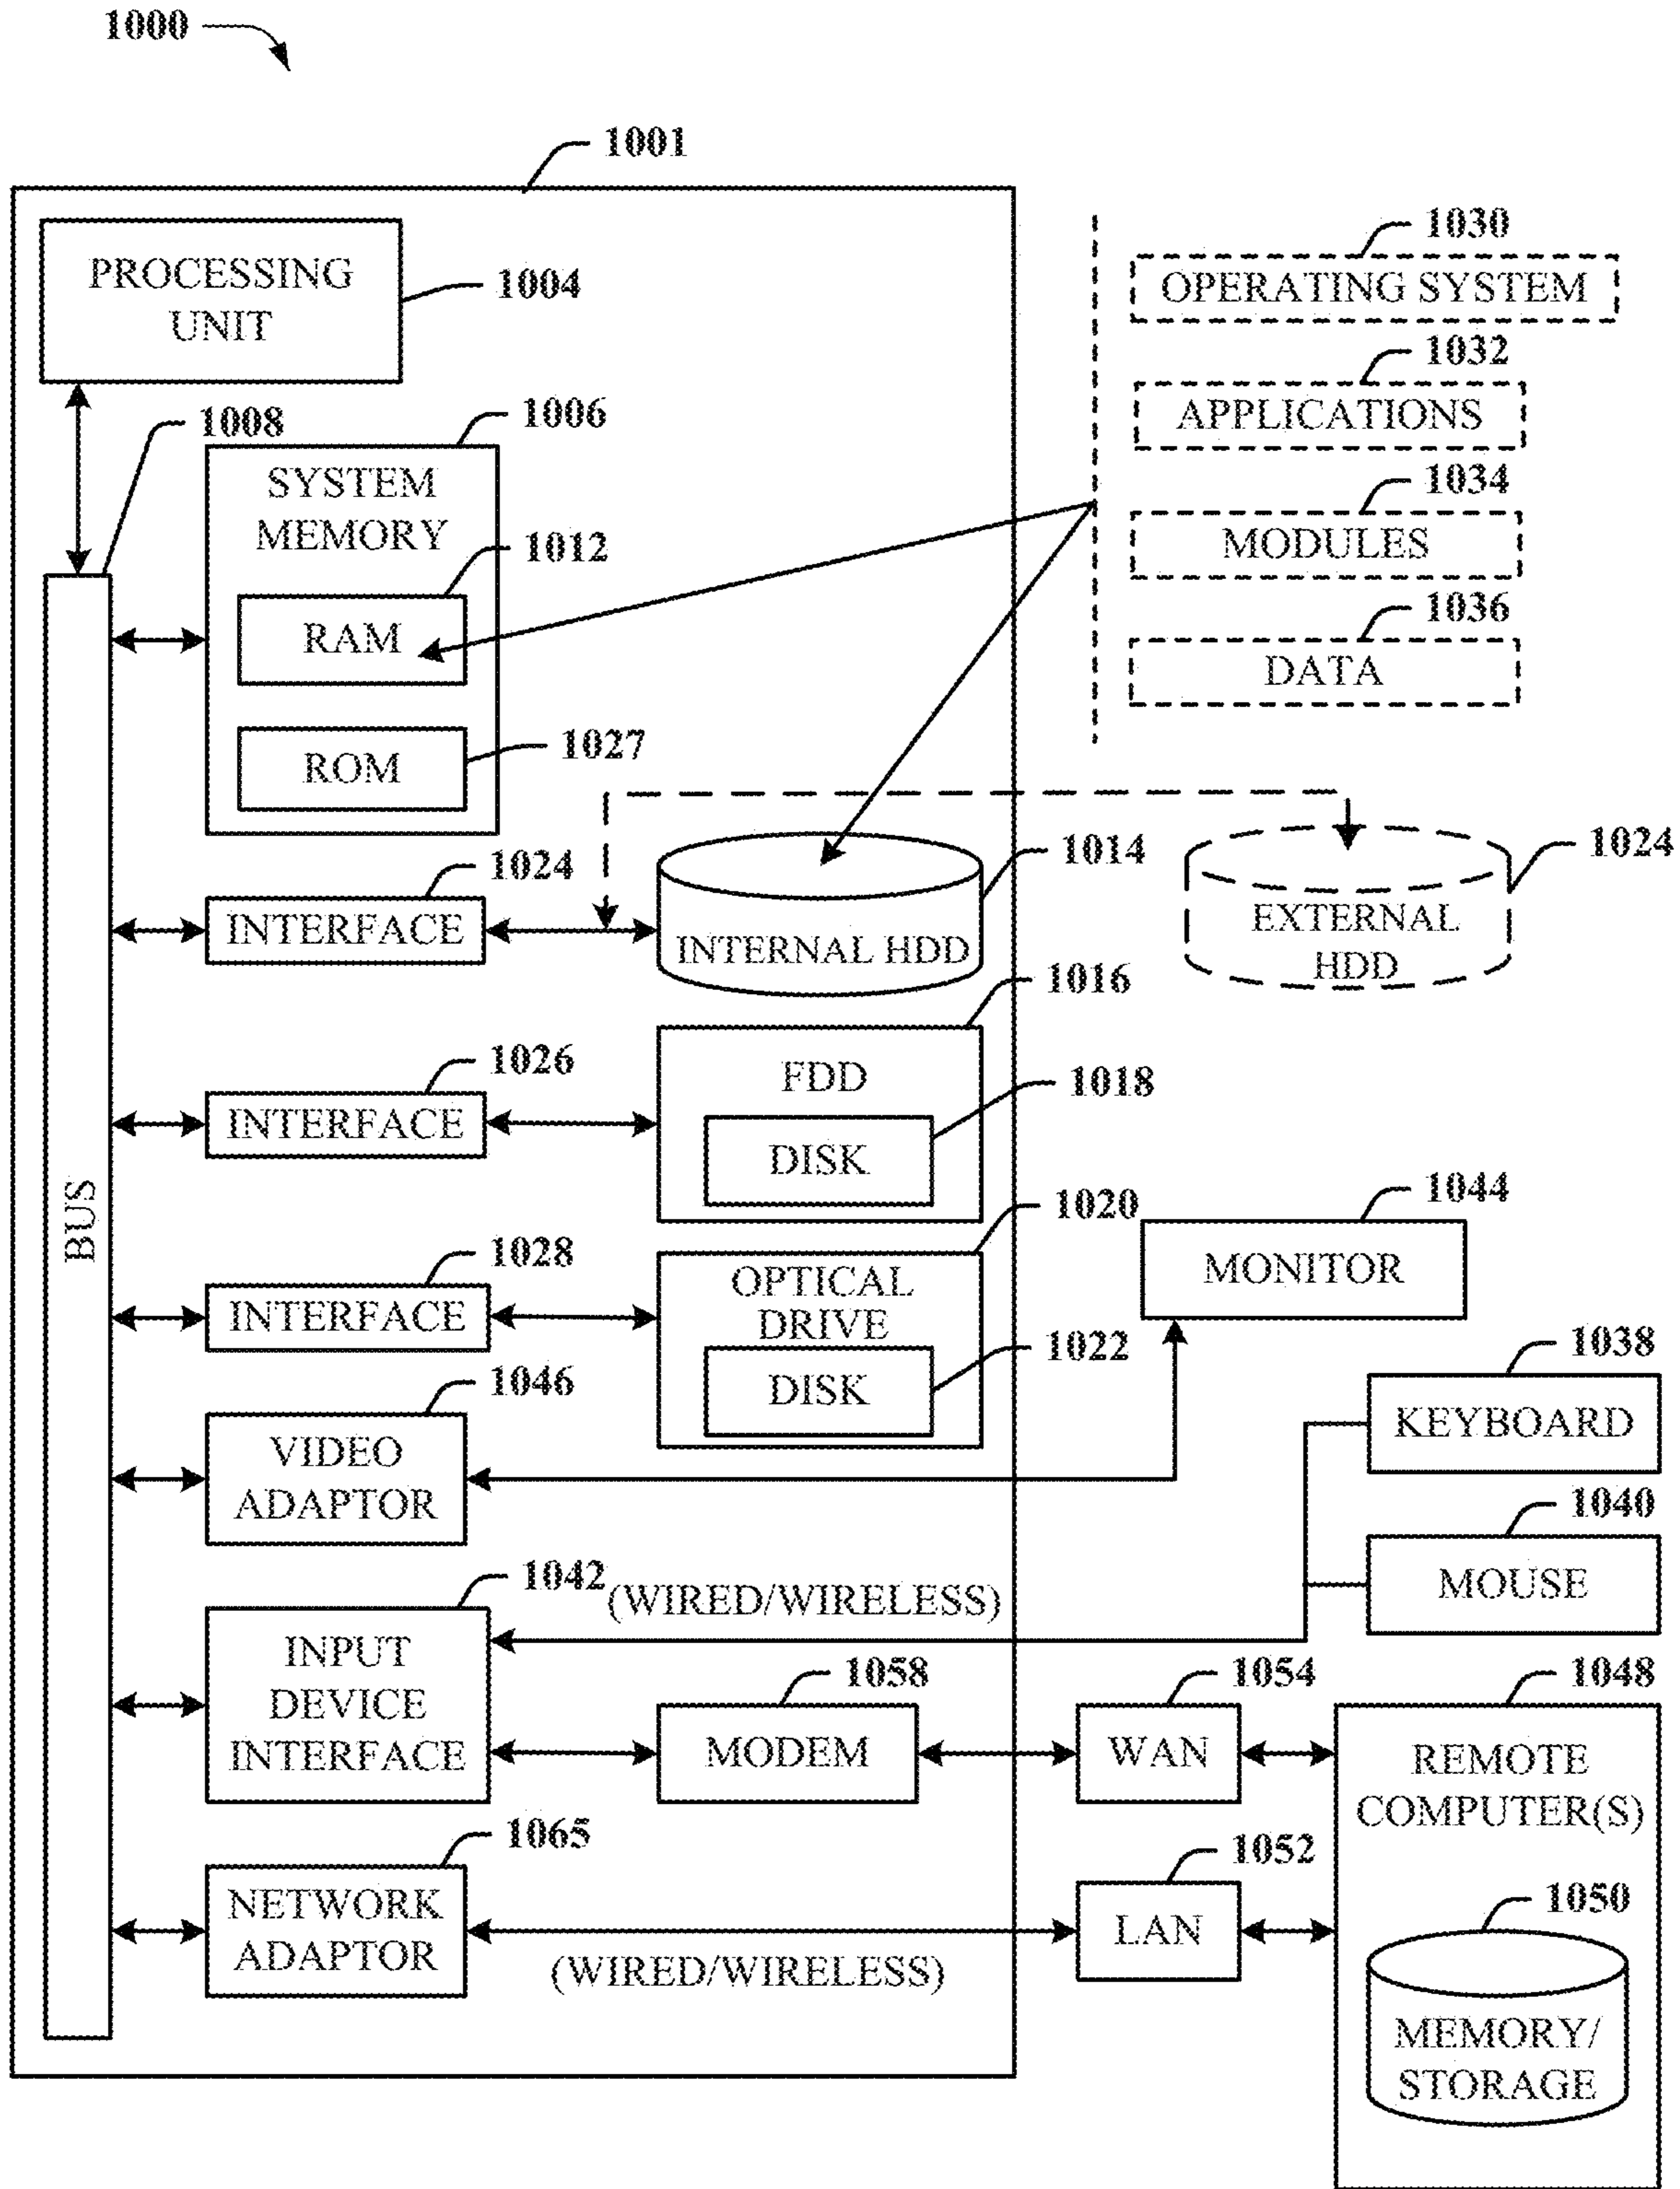 1000
1001
PROCESSING
UNIT
1004
1008
1006
SYSTEM
MEMORY
1012
RAM
ROM
1027
1030
OPERATING SYSTEM
1032
APPLICATIONS
1034
MODULES
1036
DATA
BUS
1024
INTERFACE
1014
INTERNAL HDD
1024
EXTERNAL
HDD
1026
INTERFACE
1016
FDD
1018
DISK
1028
INTERFACE
1020
OPTICAL
DRIVE
1022
DISK
1044
MONITOR
1046
VIDEO
ADAPTOR
1038
KEYBOARD
1040
MOUSE
1042
(WIRED/WIRELESS)
INPUT
DEVICE
INTERFACE
1058
MODEM
1054
WAN
1048
REMOTE
COMPUTER(S)
1065
NETWORK
ADAPTOR
(WIRED/WIRELESS)
1052
LAN
1050
MEMORY/
STORAGE